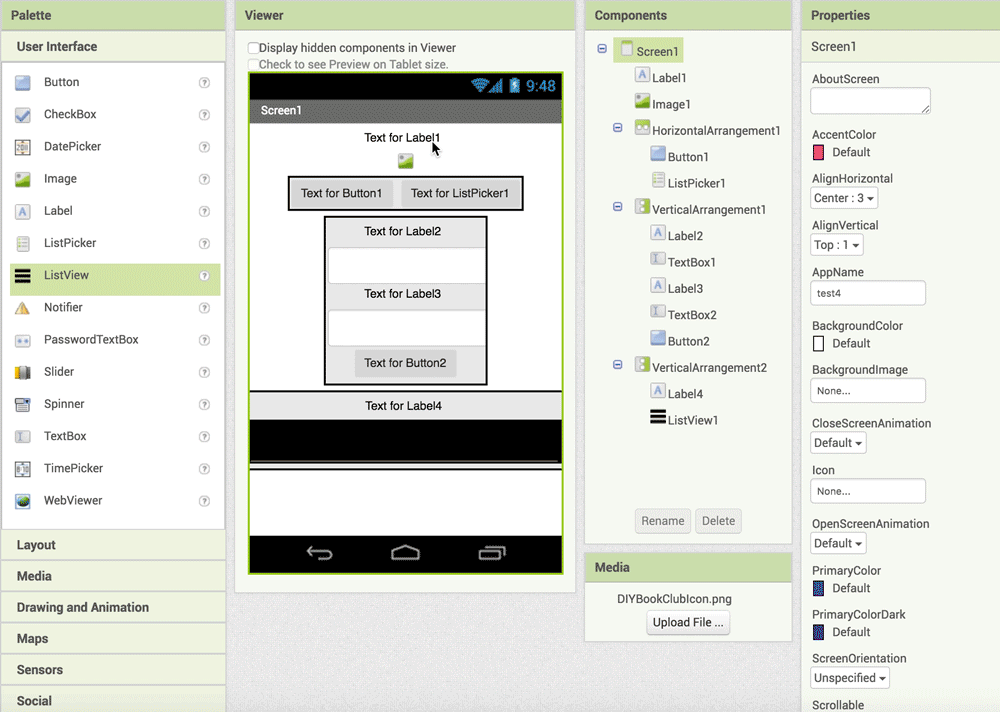 Palette
User Interface
Button ?
CheckBox ?
DatePicker ?
Image ?
Label ?
ListPicker ?
ListView ?
Notifier ?
PasswordTextBox ?
Slider ?
Spinner ?
TextBox ?
TimePicker ?
WebViewer ?
Layout
Media
Drawing and Animation
Maps
Sensors
Social
Viewer
Display hidden components in Viewer
Check to see Preview on Tablet size.
9:48
Screen1
Text for Label1
Text for Button1 Text for ListPicker1
Text for Label2
Text for Label3
Text for Button2
Text for Label4
Components
Screen1
A Label1
Image1
HorizontalArrangement1
Button1
ListPicker1
VerticalArrangement1
A Label2
TextBox1
A Label3
TextBox2
Button2
VerticalArrangement2
A Label4
ListView1
Rename Delete
Media
DIYBookClubIcon.png
Upload File ...
Properties
Screen1
AboutScreen
AccentColor
Default
AlignHorizontal
Center : 3
AlignVertical
Top : 1
AppName
test4
BackgroundColor
Default
BackgroundImage
None...
CloseScreenAnimation
Default
Icon
None...
OpenScreenAnimation
Default
PrimaryColor
Default
PrimaryColorDark
Default
ScreenOrientation
Unspecified
Scrollable